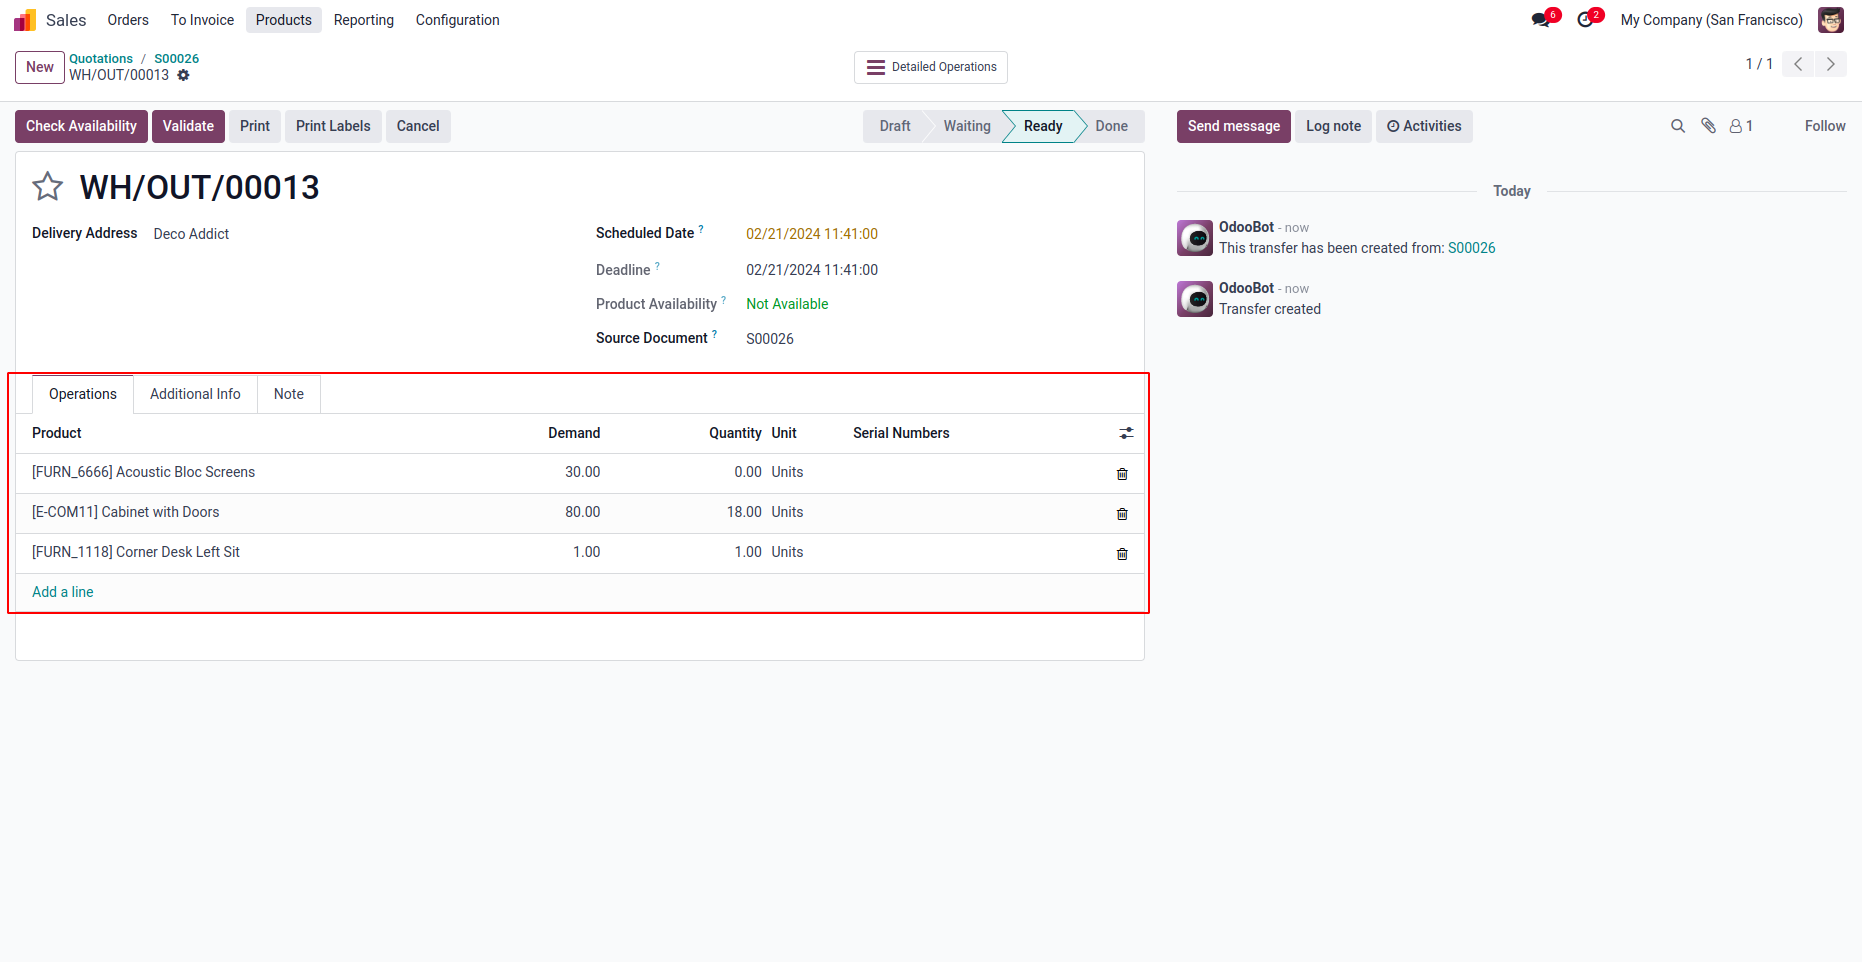 Sales Orders To Invoice Products Reporting Configuration 6 2 My Company (San Francisco)
New Quotations / S00026
WH/OUT/00013
Detailed Operations
1 / 1
Check Availability Validate Print Print Labels Cancel Draft Waiting Ready Done
Send message Log note Activities 1 Follow
WH/OUT/00013
Delivery Address Deco Addict
Scheduled Date ? 02/21/2024 11:41:00
Deadline ? 02/21/2024 11:41:00
Product Availability ? Not Available
Source Document ? S00026
Operations Additional Info Note
Product Demand Quantity Unit Serial Numbers
[FURN_6666] Acoustic Bloc Screens 30.00 0.00 Units
[E-COM11] Cabinet with Doors 80.00 18.00 Units
[FURN_1118] Corner Desk Left Sit 1.00 1.00 Units
Add a line
Today
OdooBot - now
This transfer has been created from: S00026
OdooBot - now
Transfer created